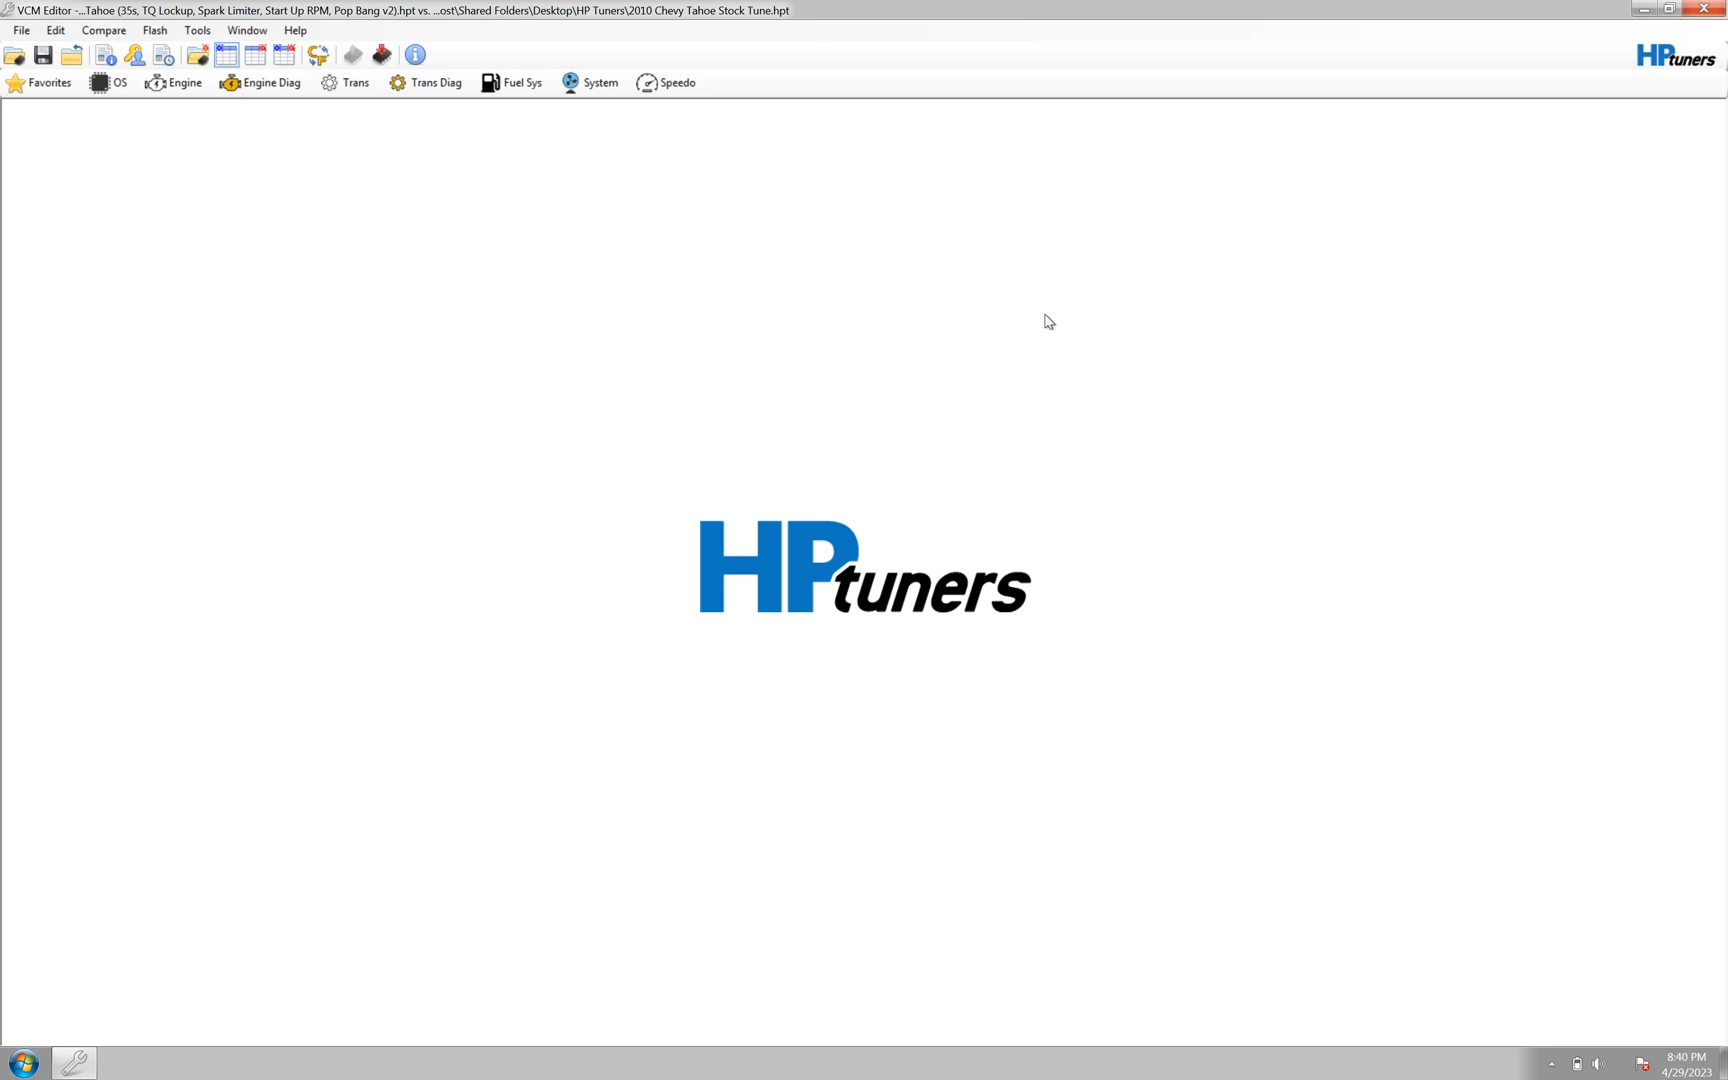 VCM Editor -...Tahoe (35s, TQ Lockup, Spark Limiter, Start Up RPM, Pop Bang v2).hpt vs. ...ost\Shared Folders\Desktop\HP Tuners\2010 Chevy Tahoe Stock Tune.hpt
File Edit Compare Flash Tools Window Help
HPtuners
Favorites OS Engine Engine Diag Trans Trans Diag Fuel Sys System Speedo
HPtuners
8:40 PM
4/29/2023